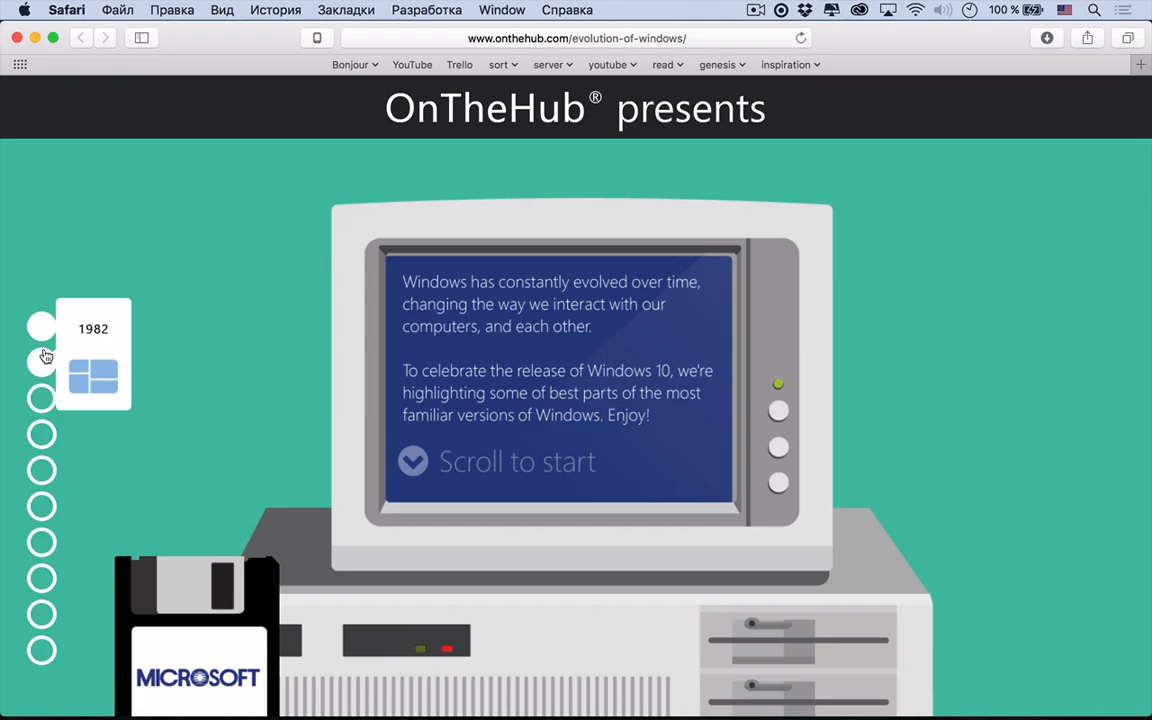 Safari Файл Правка Вид История Закладки Разработка Window Справка 100 %
www.onthehub.com/evolution-of-windows/
Bonjour YouTube Trello sort server youtube read genesis inspiration
OnTheHub® presents
Windows has constantly evolved over time,
changing the way we interact with our
computers, and each other.
To celebrate the release of Windows 10, we're
highlighting some of best parts of the most
familiar versions of Windows. Enjoy!
Scroll to start
1982
MICROSOFT